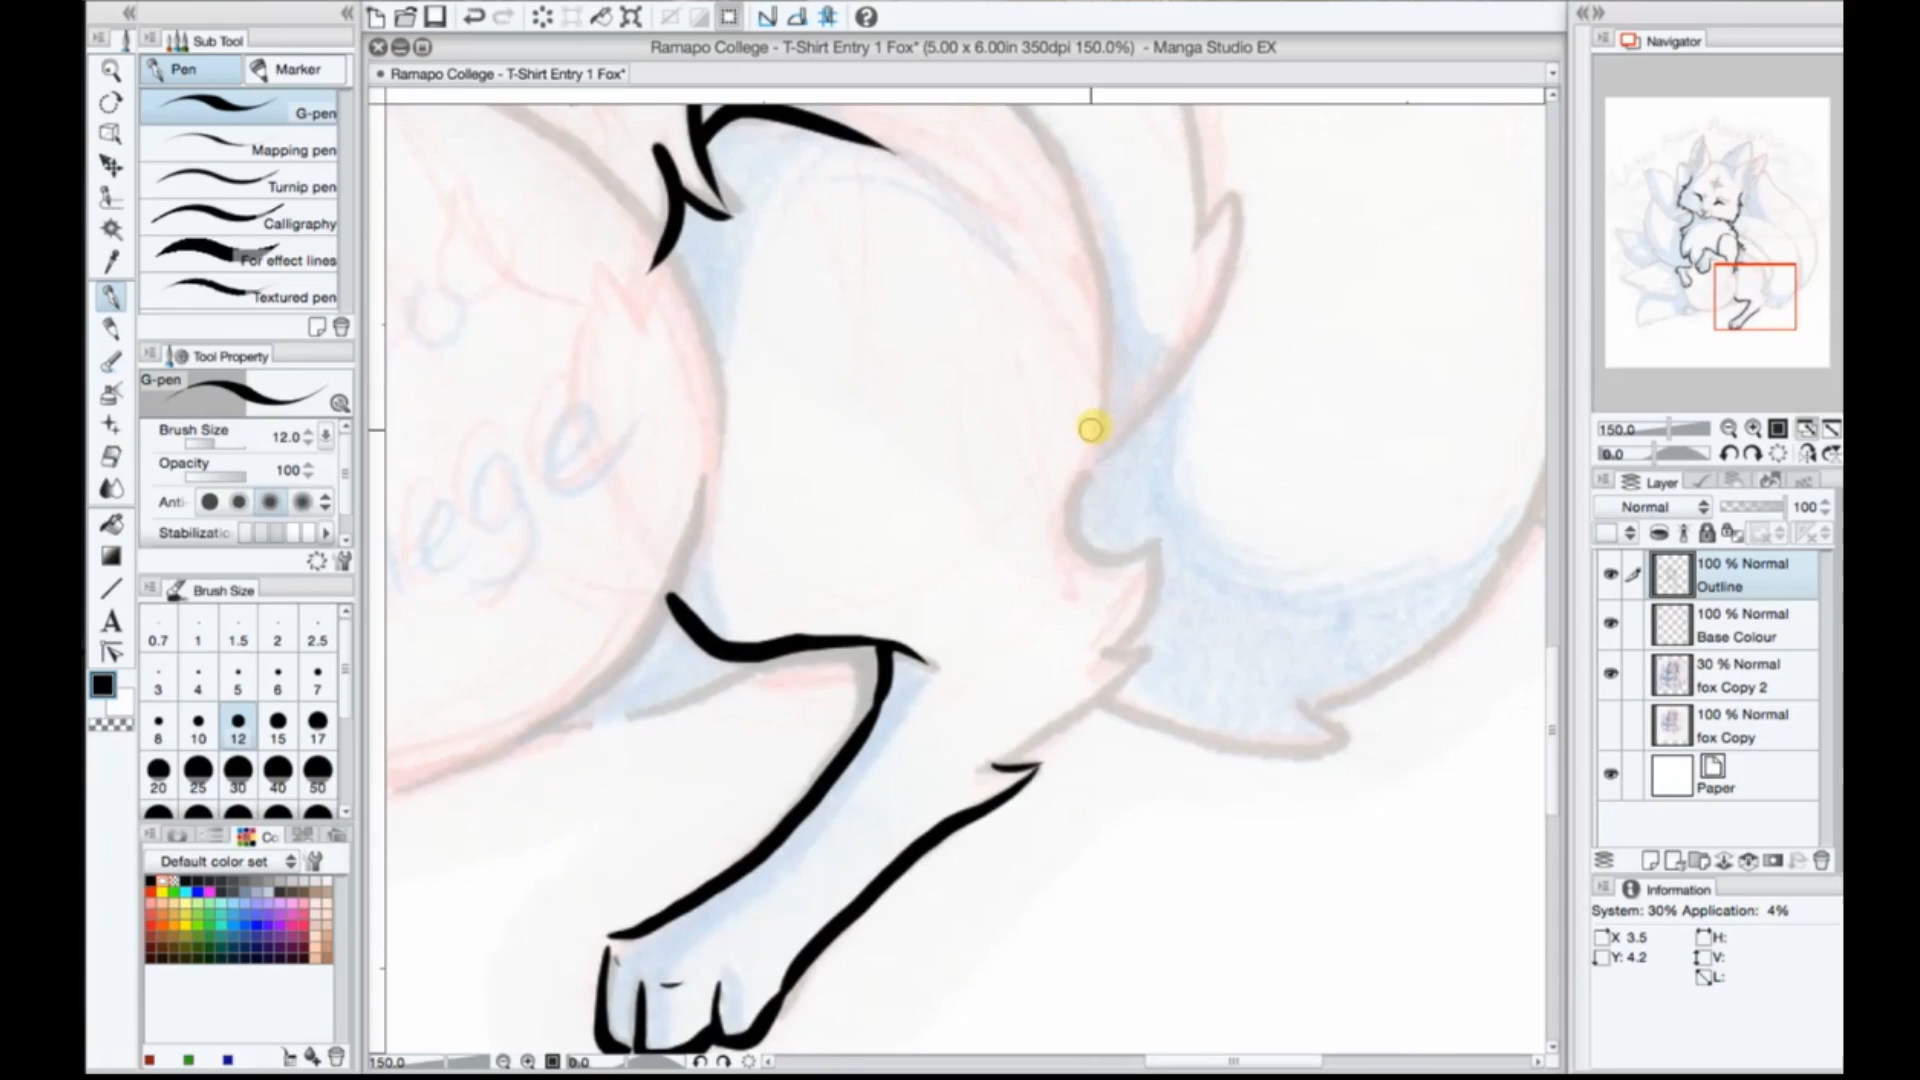 Sub Tool
Pen
Marker
G-pen
Mapping pen
Turnip pen
Calligraphy
For effect lines
Textured pen
Tool Property
G-pen
Brush Size 12.0
Opacity 100
Anti-
Stabilizatio
Brush Size
0.7 1 1.5 2 2.5
3 4 5 6 7
8 10 12 15 17
20 25 30 40 50
Co
Default color set
Ramapo College - T-Shirt Entry 1 Fox* (5.00 x 6.00in 350dpi 150.0%) - Manga Studio EX
Ramapo College - T-Shirt Entry 1 Fox*
lege
150.0
0.0
Navigator
150.0
0.0
Layer
Normal 100
100 % Normal
Outline
100 % Normal
Base Colour
30 % Normal
fox Copy 2
100 % Normal
fox Copy
Paper
Information
System: 30% Application: 4%
X 3.5 H:
Y: 4.2 V:
L: